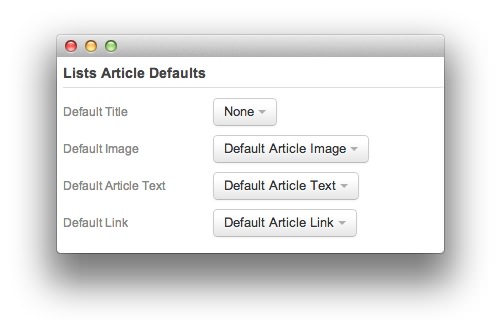 Lists Article Defaults
Default Title None
Default Image Default Article Image
Default Article Text Default Article Text
Default Link Default Article Link